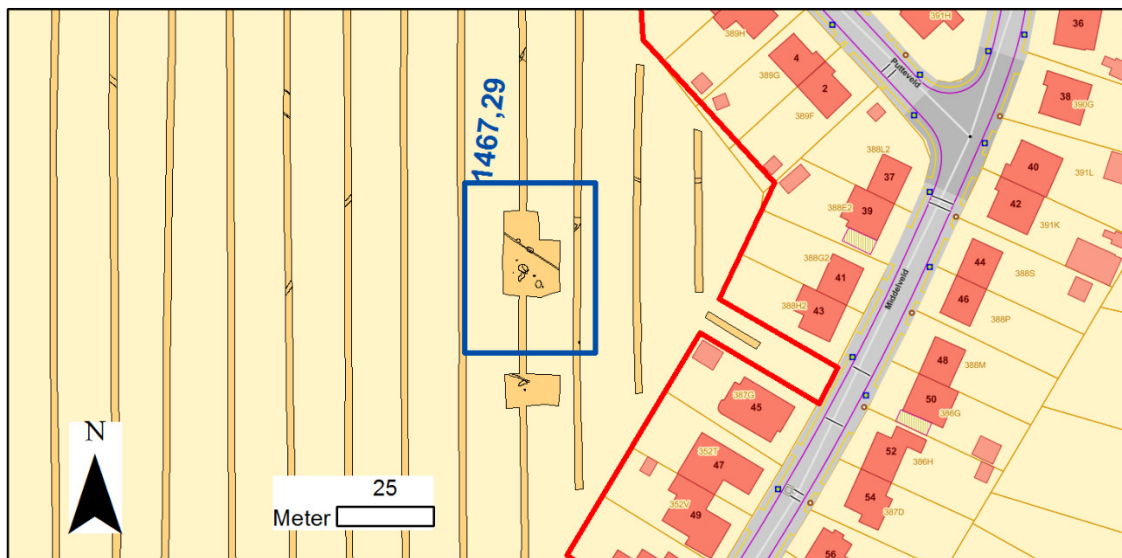 391H
36
389H
4
2
389G
389F
Putteveld
38
390G
1467,29
388L2
37
40
391L
388E2
39
42
391K
388G2
41
44
388S
Middelveld
388H2
43
46
388P
48
388M
387G
45
50
386G
352T
47
52
386H
N
25
Meter
352V
49
54
387D
56